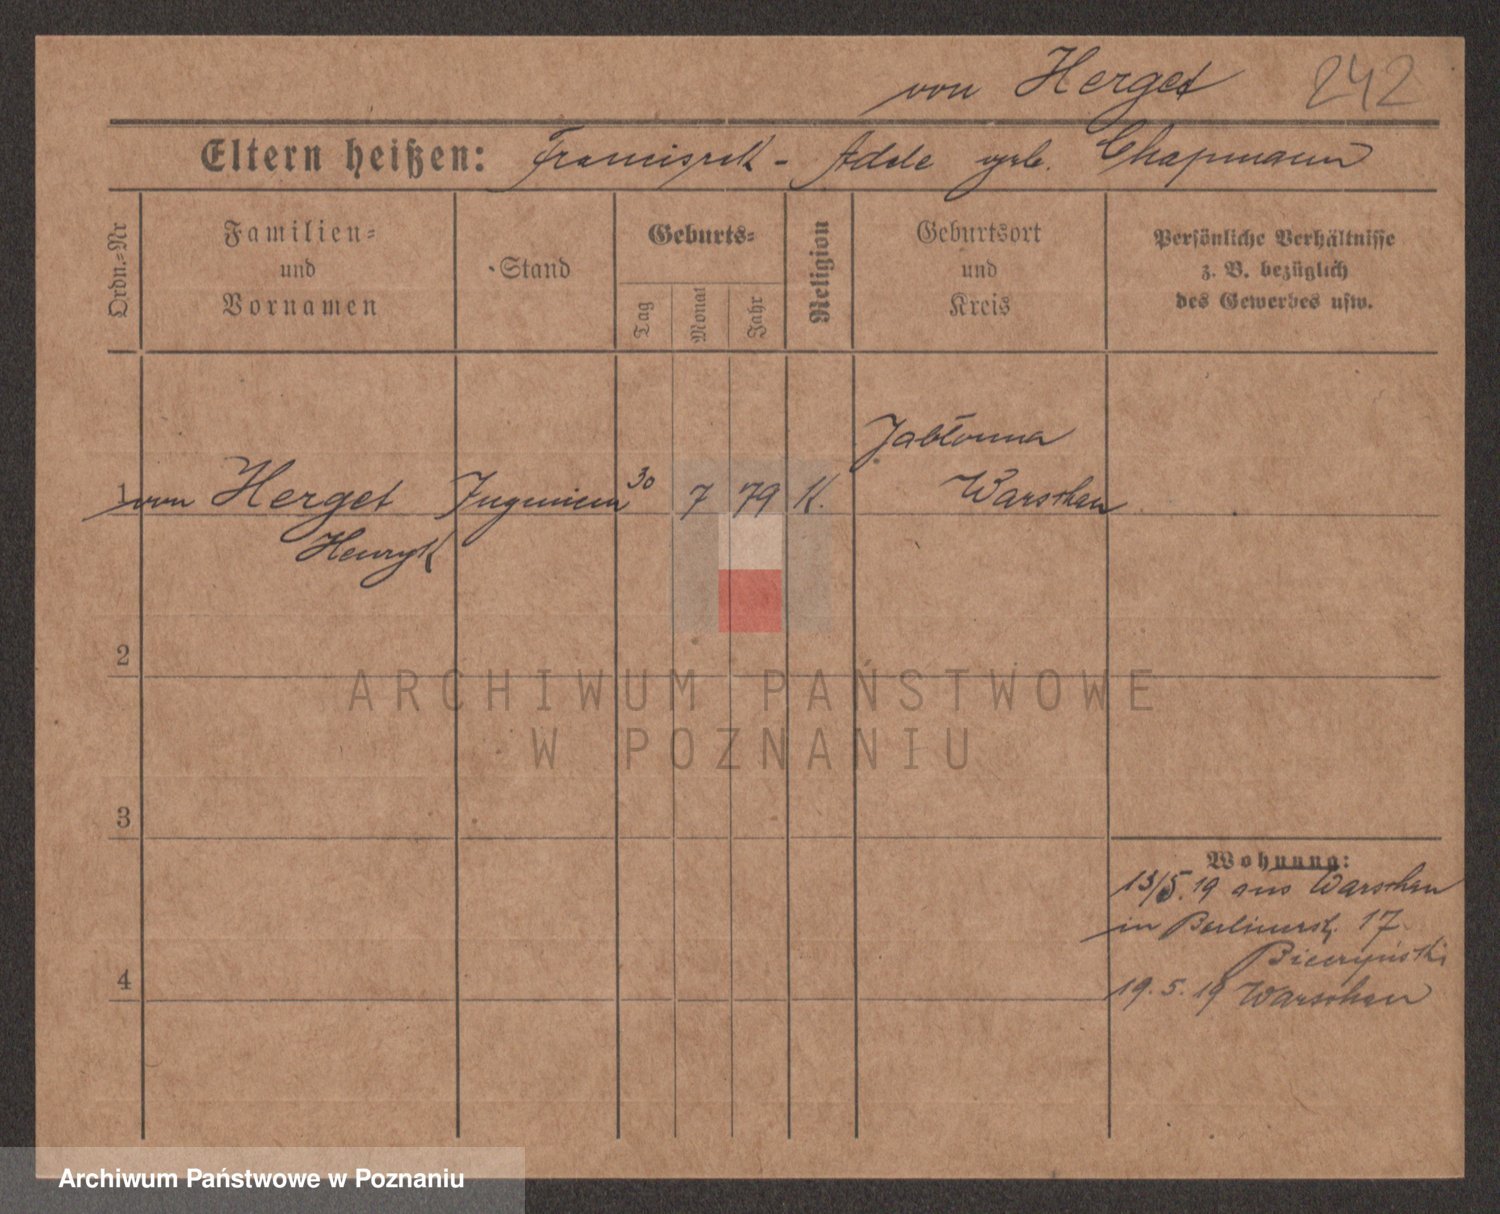 von Herget 242
Eltern heißen: Franciszek - Adele geb. Chapmann
Ordn.=Nr
Familien=
und
Vornamen
Stand
Geburts=
Tag
Monat
Jahr
Religion
Geburtsort
und
Kreis
Persönliche Verhältnisse
z. B. bezüglich
des Gewerbes usw.
Jabłonna
1 von Herget Ingenieur 30 7 79 K. Warschau
Henryk
2
ARCHIWUM PAŃSTWOWE
W POZNANIU
3
Wohnung:
13/5.19 aus Warschau
in Berlinerstr. 17
4
19.5.19 Warschau
Archiwum Państwowe w Poznaniu